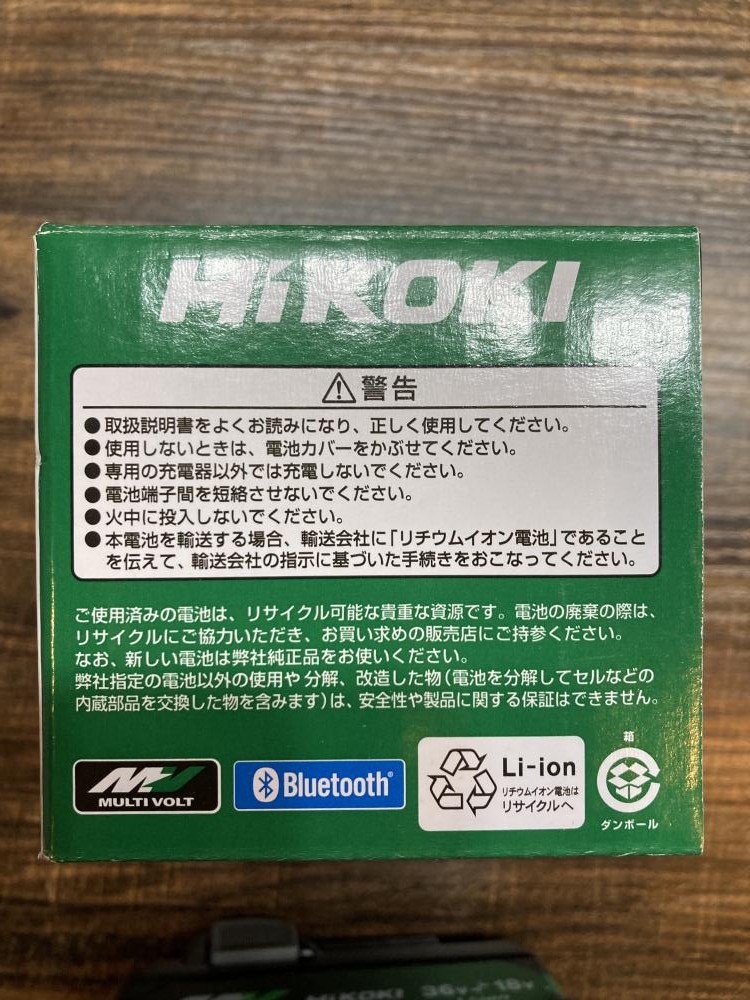 HiKOKI
⚠警告
●取扱説明書をよくお読みになり、正しく使用してください。
●使用しないときは、電池カバーをかぶせてください。
●専用の充電器以外では充電しないでください。
●電池端子間を短絡させないでください。
●火中に投入しないでください。
●本電池を輸送する場合、輸送会社に「リチウムイオン電池」であること
を伝えて、輸送会社の指示に基づいた手続きをおこなってください。
ご使用済みの電池は、リサイクル可能な貴重な資源です。電池の廃棄の際は、
リサイクルにご協力いただき、お買い求めの販売店にご持参ください。
なお、新しい電池は弊社純正品をお使いください。
弊社指定の電池以外の使用や分解、改造した物(電池を分解してセルなどの
内蔵部品を交換した物を含みます)は、安全性や製品に関する保証はできません。
MV
MULTI VOLT
Bluetooth®
Li-ion
リチウムイオン電池は
リサイクルへ
箱
ダンボール
HiKOKI 36V 18V